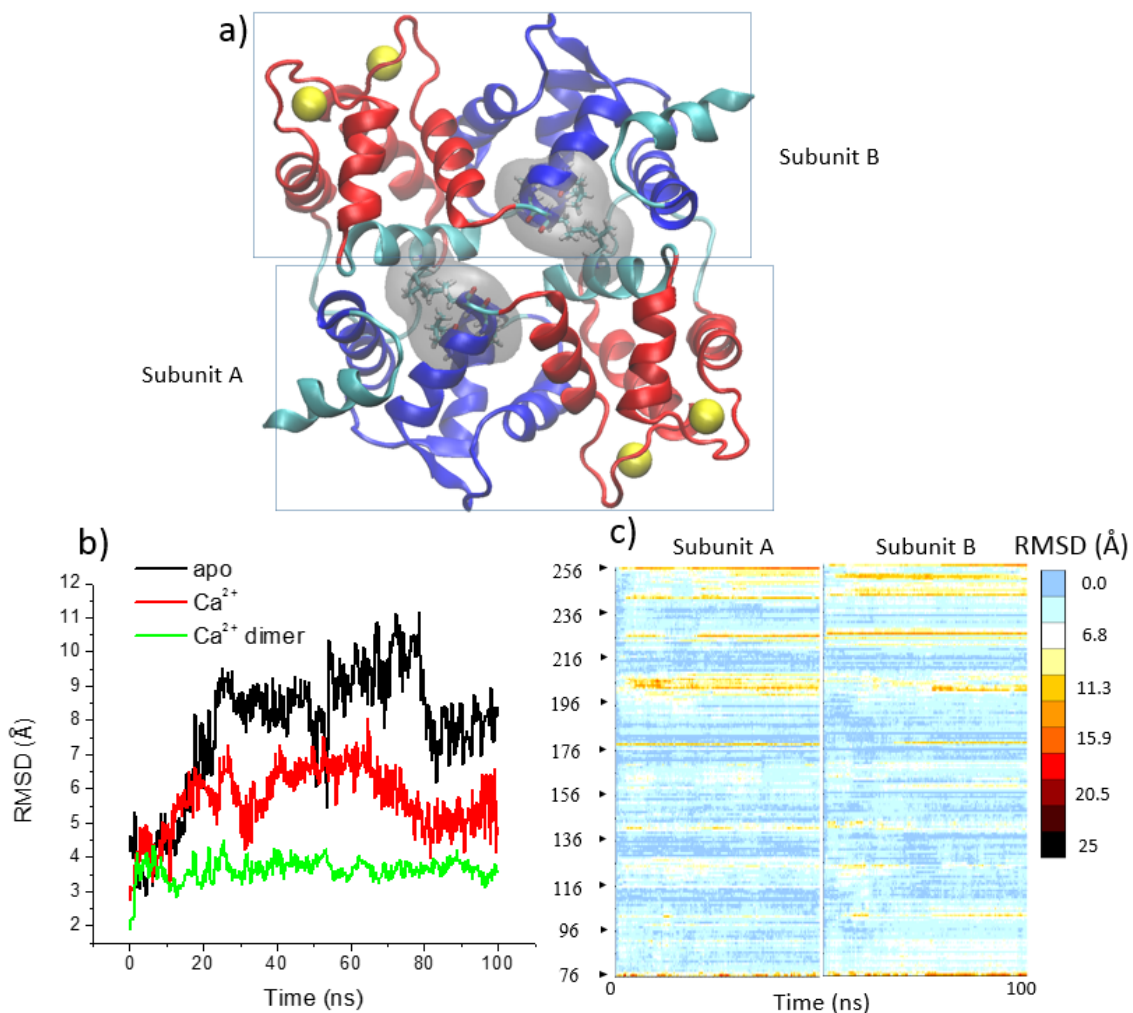 a)
Subunit B
Subunit A
b)
apo
Ca²⁺
Ca²⁺ dimer
12
11
10
9
8
7
6
5
4
3
2
RMSD (Å)
0 20 40 60 80 100
Time (ns)
c)
Subunit A Subunit B RMSD (Å)
256
236
216
196
176
156
136
116
96
76
0 100
Time (ns)
0.0
6.8
11.3
15.9
20.5
25